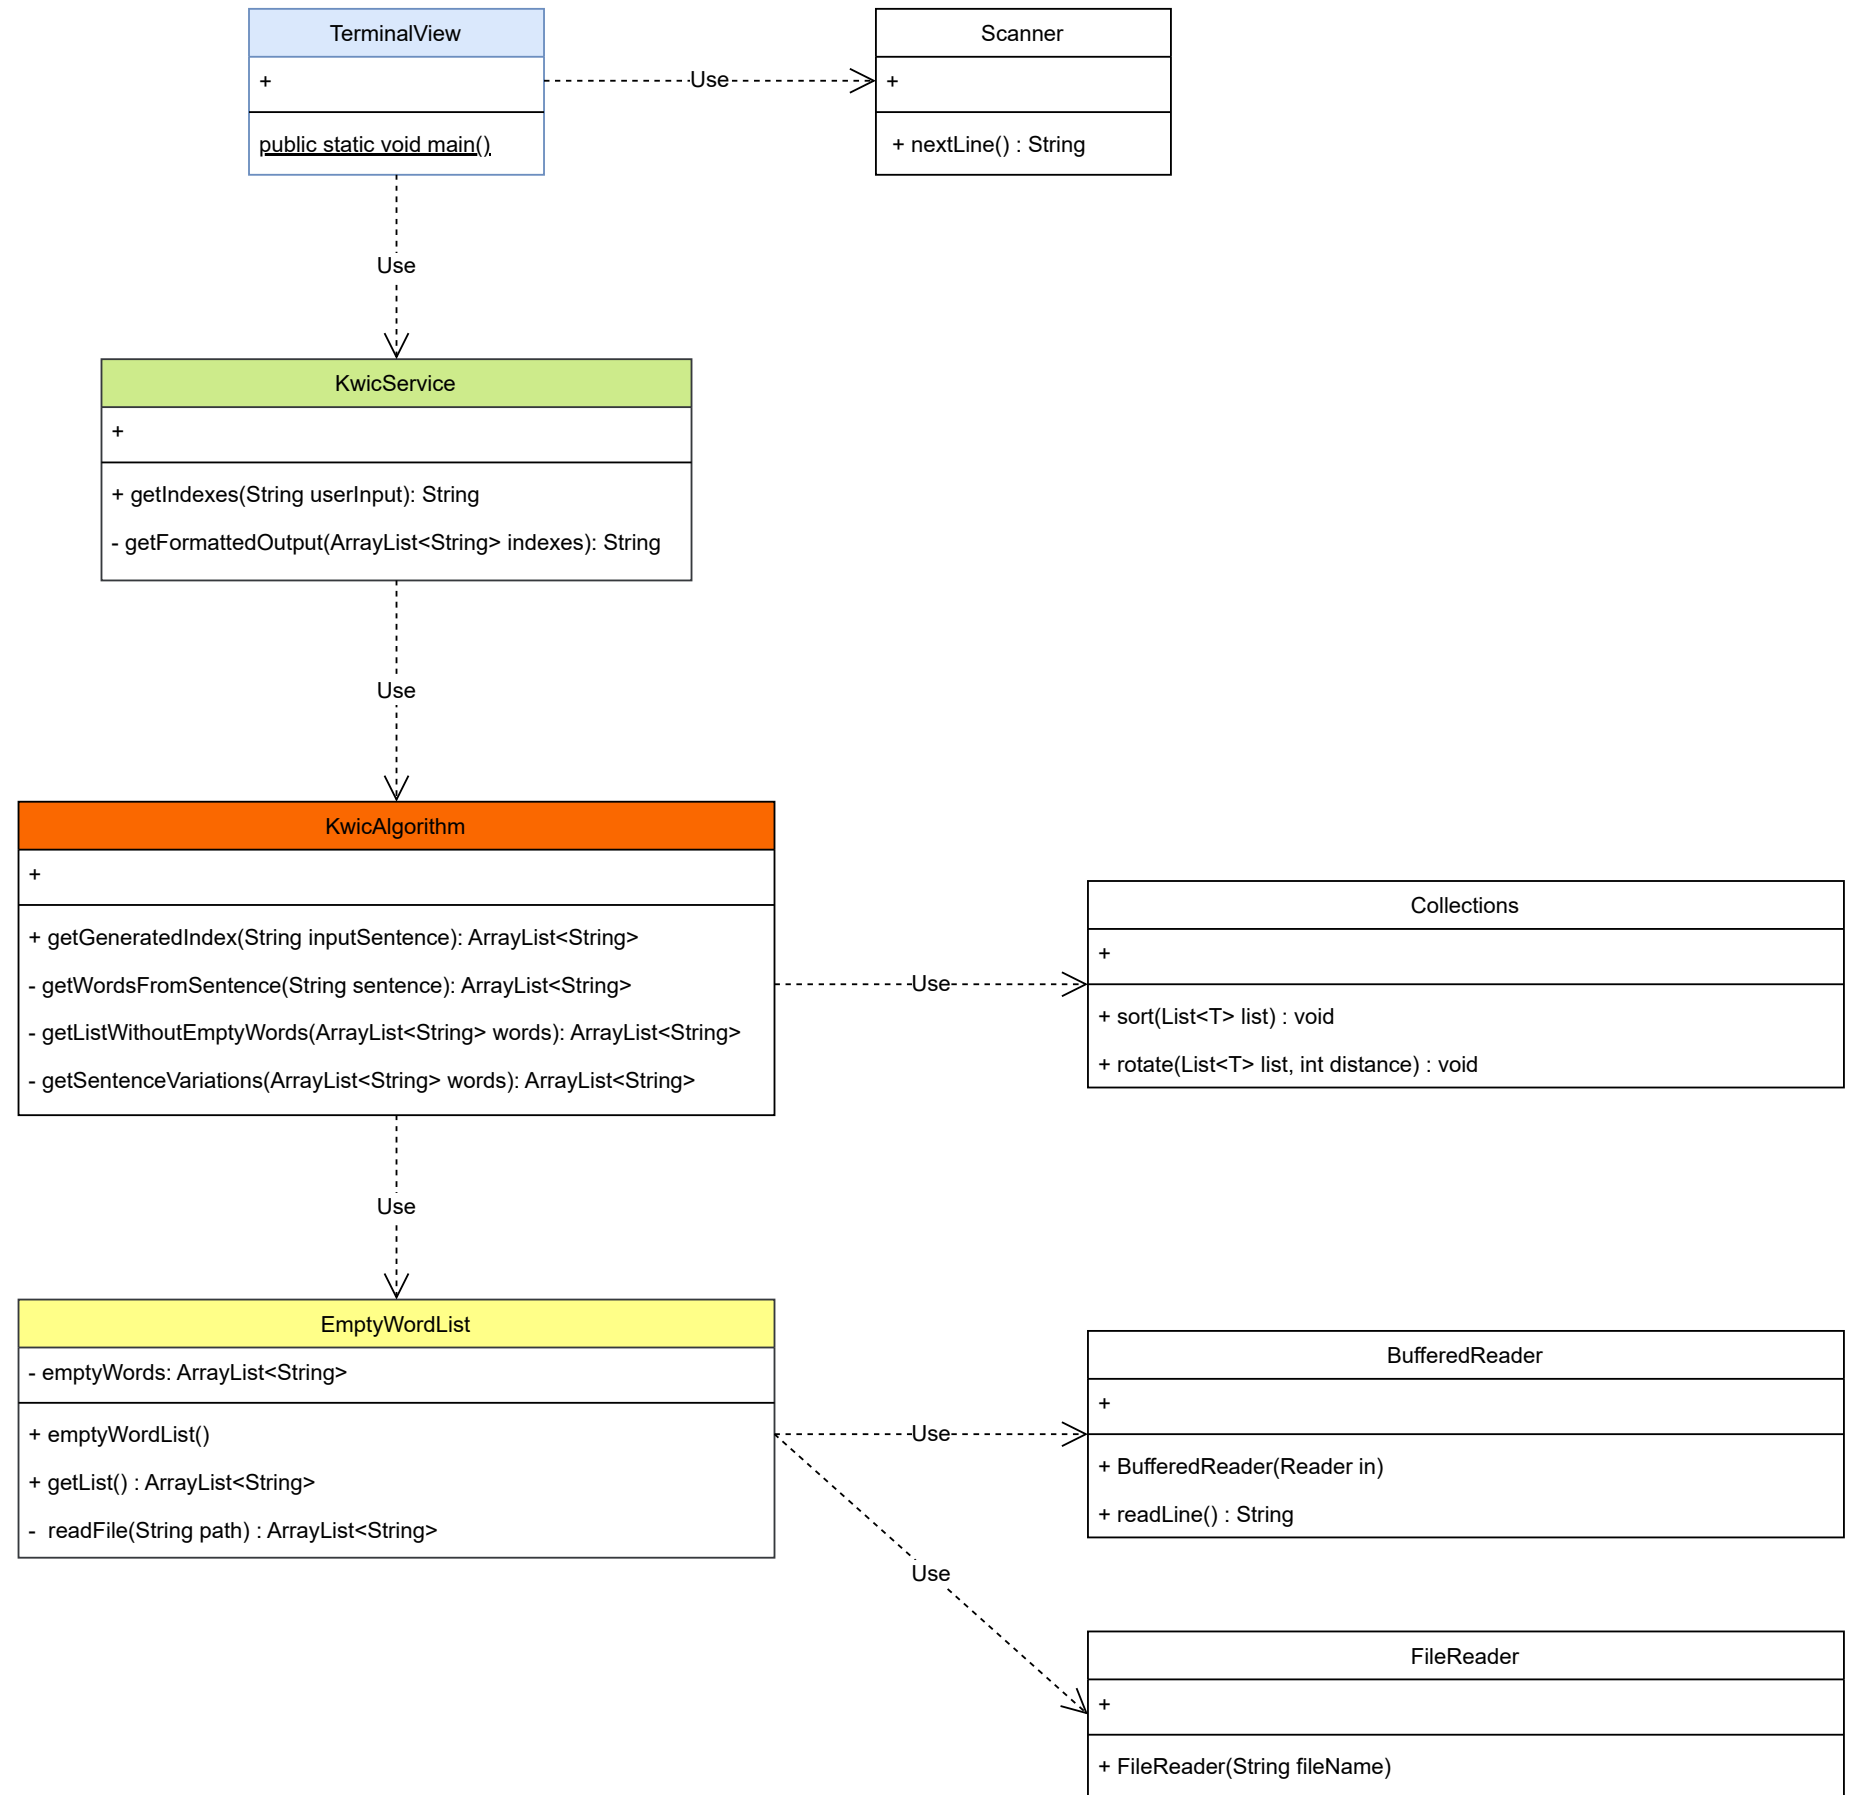 TerminalView
+
public static void main()
Use
Scanner
+
+ nextLine() : String
Use
KwicService
+
+ getIndexes(String userInput): String
- getFormattedOutput(ArrayList<String> indexes): String
Use
KwicAlgorithm
+
+ getGeneratedIndex(String inputSentence): ArrayList<String>
- getWordsFromSentence(String sentence): ArrayList<String>
- getListWithoutEmptyWords(ArrayList<String> words): ArrayList<String>
- getSentenceVariations(ArrayList<String> words): ArrayList<String>
Use
Collections
+
+ sort(List<T> list) : void
+ rotate(List<T> list, int distance) : void
Use
EmptyWordList
- emptyWords: ArrayList<String>
+ emptyWordList()
+ getList() : ArrayList<String>
- readFile(String path) : ArrayList<String>
Use
BufferedReader
+
+ BufferedReader(Reader in)
+ readLine() : String
Use
FileReader
+
+ FileReader(String fileName)